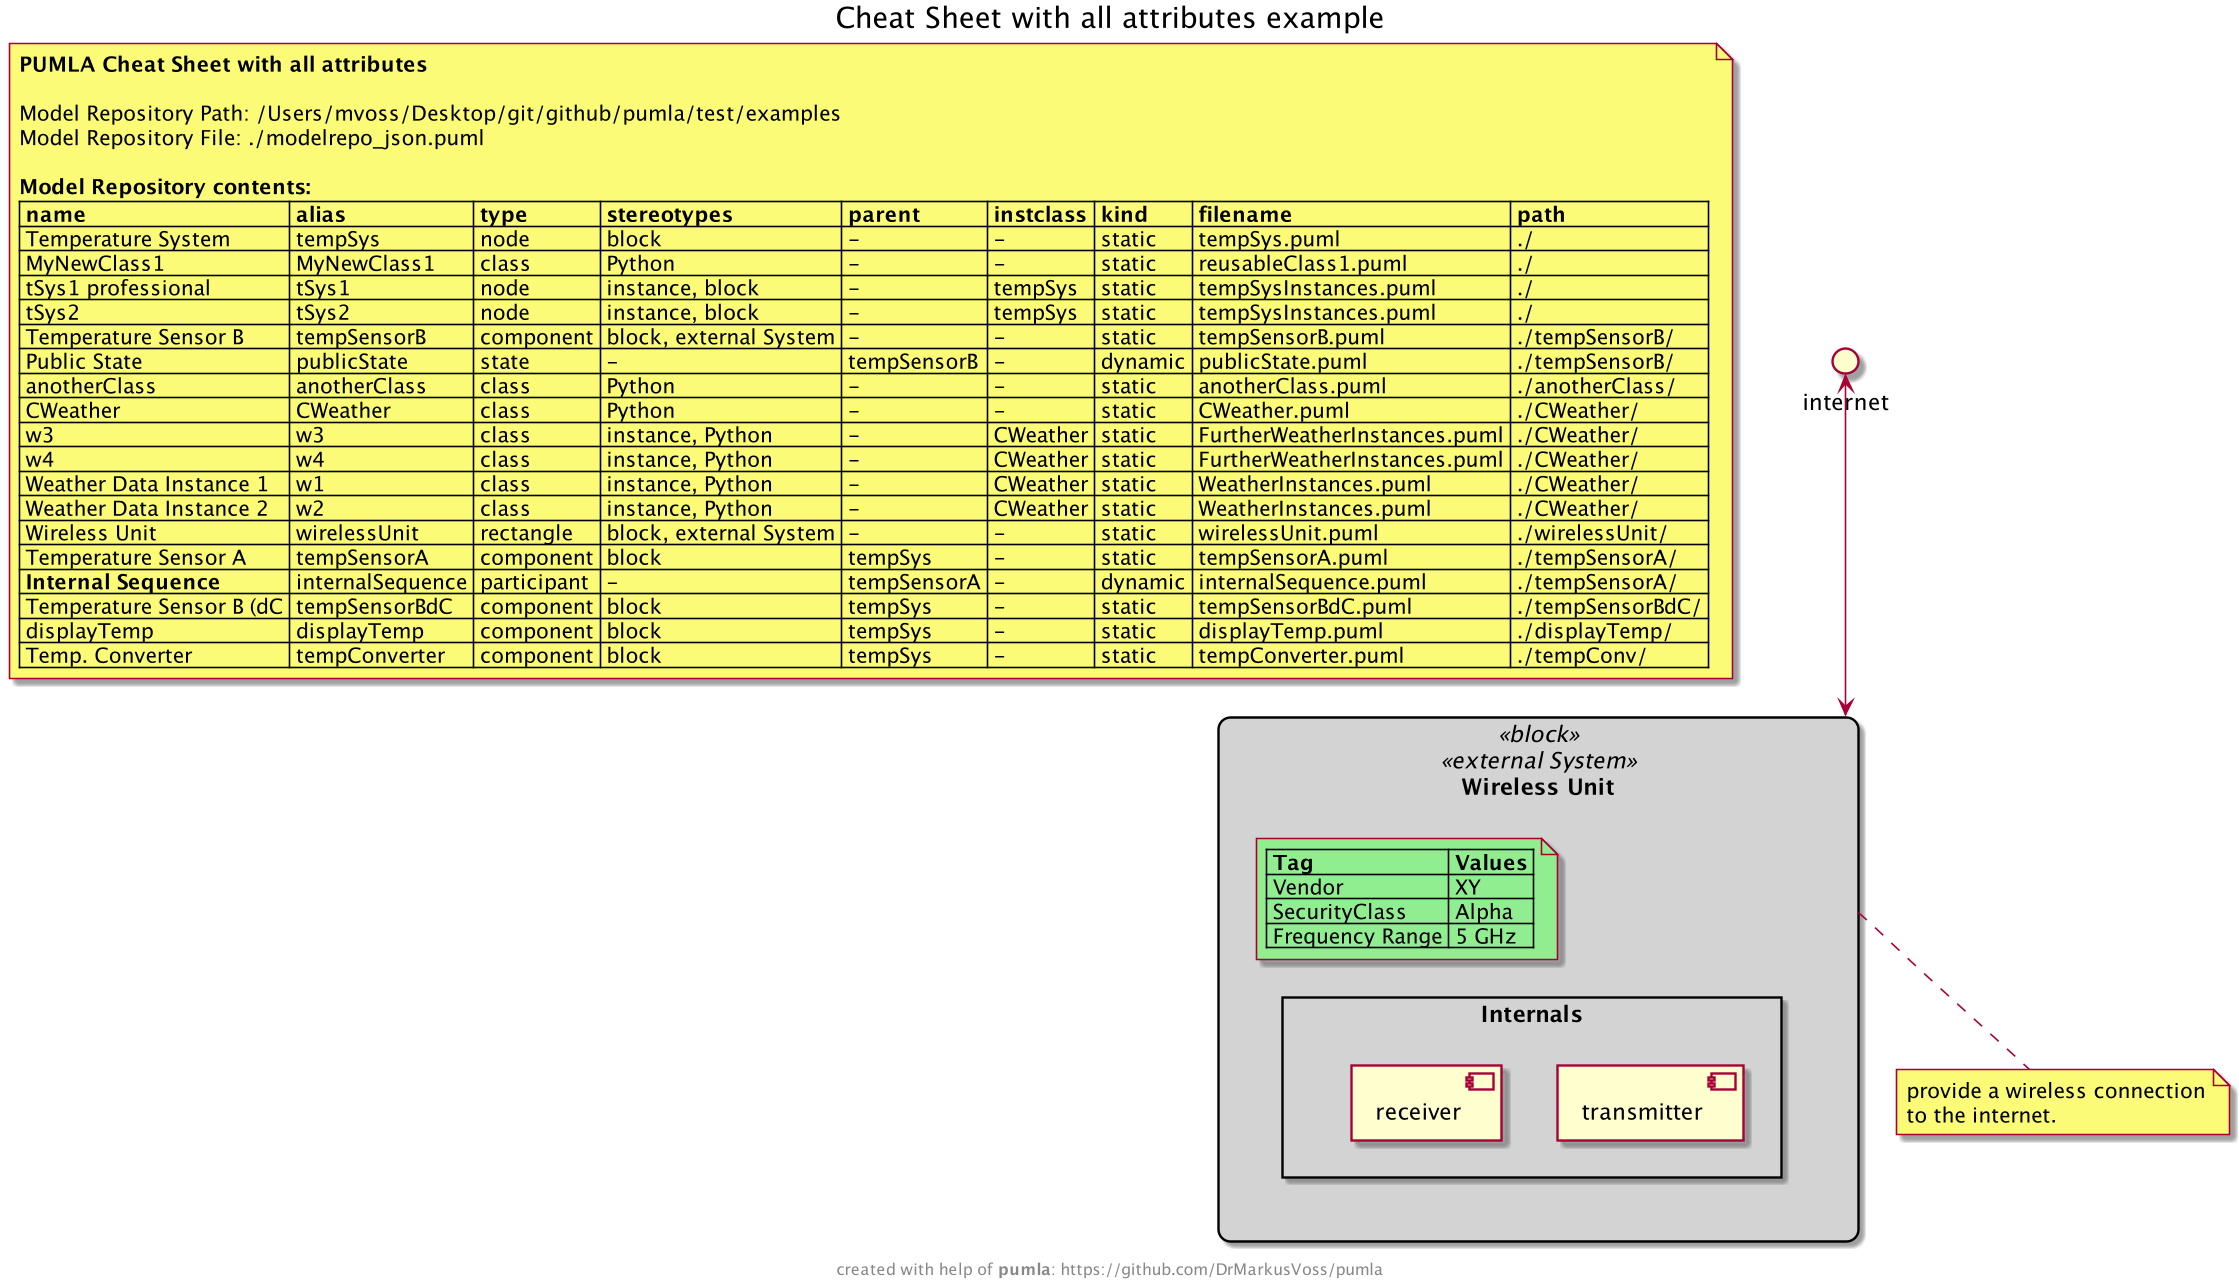 Cheat Sheet with all attributes example
PUMLA Cheat Sheet with all attributes
Model Repository Path: /Users/mvoss/Desktop/git/github/pumla/test/examples
Model Repository File: ./modelrepo_json.puml
Model Repository contents:
name alias type stereotypes parent instclass kind filename path
Temperature System tempSys node block – – static tempSys.puml ./
MyNewClass1 MyNewClass1 class Python – – static reusableClass1.puml ./
tSys1 professional tSys1 node instance, block – tempSys static tempSysInstances.puml ./
tSys2 tSys2 node instance, block – tempSys static tempSysInstances.puml ./
Temperature Sensor B tempSensorB component block, external System – – static tempSensorB.puml ./tempSensorB/
Public State publicState state – tempSensorB – dynamic publicState.puml ./tempSensorB/
anotherClass anotherClass class Python – – static anotherClass.puml ./anotherClass/
CWeather CWeather class Python – – static CWeather.puml ./CWeather/
w3 w3 class instance, Python – CWeather static FurtherWeatherInstances.puml ./CWeather/
w4 w4 class instance, Python – CWeather static FurtherWeatherInstances.puml ./CWeather/
Weather Data Instance 1 w1 class instance, Python – CWeather static WeatherInstances.puml ./CWeather/
Weather Data Instance 2 w2 class instance, Python – CWeather static WeatherInstances.puml ./CWeather/
Wireless Unit wirelessUnit rectangle block, external System – – static wirelessUnit.puml ./wirelessUnit/
Temperature Sensor A tempSensorA component block tempSys – static tempSensorA.puml ./tempSensorA/
Internal Sequence internalSequence participant – tempSensorA – dynamic internalSequence.puml ./tempSensorA/
Temperature Sensor B (dC tempSensorBdC component block tempSys – static tempSensorBdC.puml ./tempSensorBdC/
displayTemp displayTemp component block tempSys – static displayTemp.puml ./displayTemp/
Temp. Converter tempConverter component block tempSys – static tempConverter.puml ./tempConv/
internet
«block»
«external System»
Wireless Unit
Tag Values
Vendor XY
SecurityClass Alpha
Frequency Range 5 GHz
Internals
receiver transmitter
provide a wireless connection
to the internet.
created with help of pumla: https://github.com/DrMarkusVoss/pumla